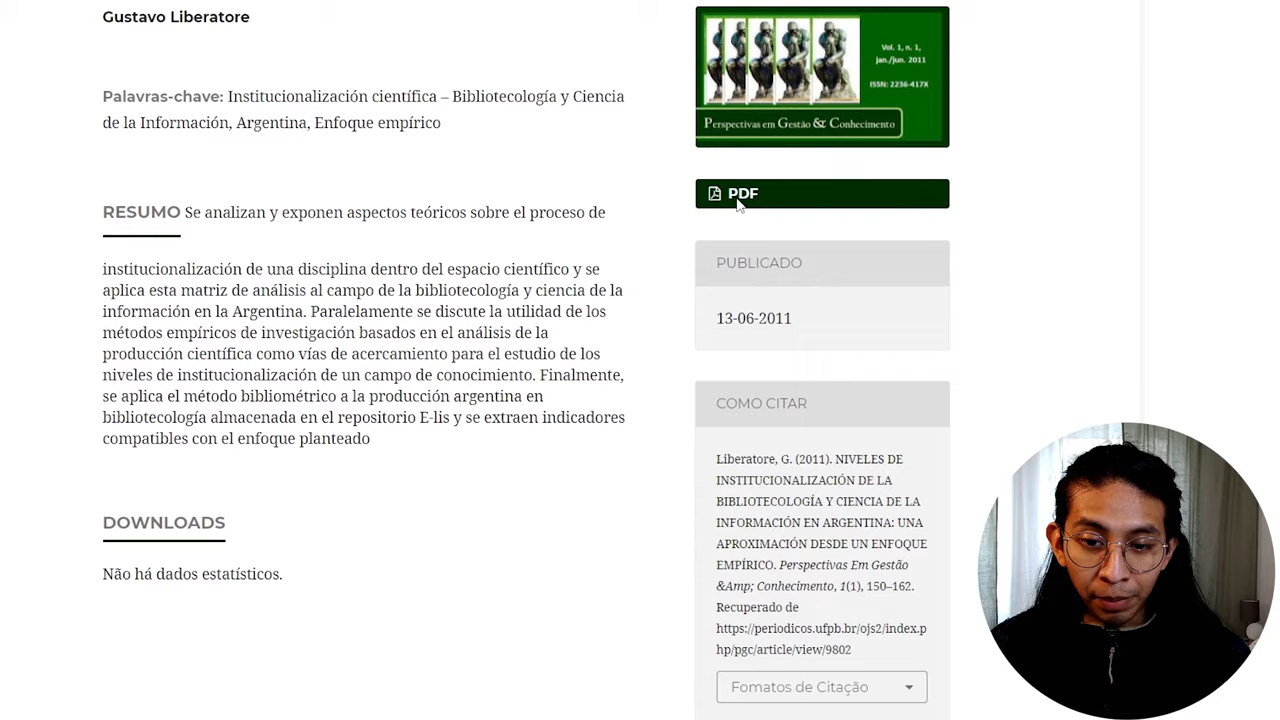 Gustavo Liberatore
Palavras-chave: Institucionalización científica – Bibliotecología y Ciencia
de la Información, Argentina, Enfoque empírico
RESUMO Se analizan y exponen aspectos teóricos sobre el proceso de
institucionalización de una disciplina dentro del espacio científico y se
aplica esta matriz de análisis al campo de la bibliotecología y ciencia de la
información en la Argentina. Paralelamente se discute la utilidad de los
métodos empíricos de investigación basados en el análisis de la
producción científica como vías de acercamiento para el estudio de los
niveles de institucionalización de un campo de conocimiento. Finalmente,
se aplica el método bibliométrico a la producción argentina en
bibliotecología almacenada en el repositorio E-lis y se extraen indicadores
compatibles con el enfoque planteado
DOWNLOADS
Não há dados estatísticos.
Vol. 1, n. 1,
jan./jun. 2011
ISSN: 2236-417X
Perspectivas em Gestão & Conhecimento
PDF
PUBLICADO
13-06-2011
COMO CITAR
Liberatore, G. (2011). NIVELES DE
INSTITUCIONALIZACIÓN DE LA
BIBLIOTECOLOGÍA Y CIENCIA DE LA
INFORMACIÓN EN ARGENTINA: UNA
APROXIMACIÓN DESDE UN ENFOQUE
EMPÍRICO. Perspectivas Em Gestão
&Amp; Conhecimento, 1(1), 150–162.
Recuperado de
https://periodicos.ufpb.br/ojs2/index.p
hp/pgc/article/view/9802
Fomatos de Citação